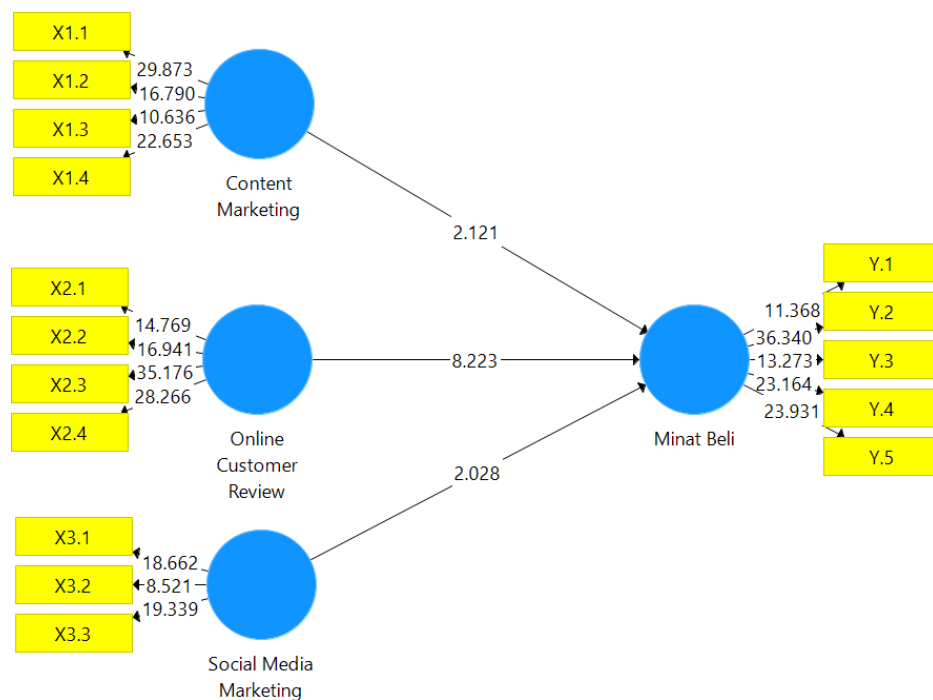 X1.1
29.873
X1.2
16.790
X1.3
10.636
22.653
X1.4
Content
Marketing
2.121
X2.1
14.769
X2.2
16.941
X2.3
35.176
28.266
X2.4
Online
Customer
Review
8.223
X3.1
18.662
X3.2
8.521
19.339
X3.3
Social Media
Marketing
2.028
Minat Beli
Y.1
11.368
Y.2
36.340
Y.3
13.273
23.164
Y.4
23.931
Y.5